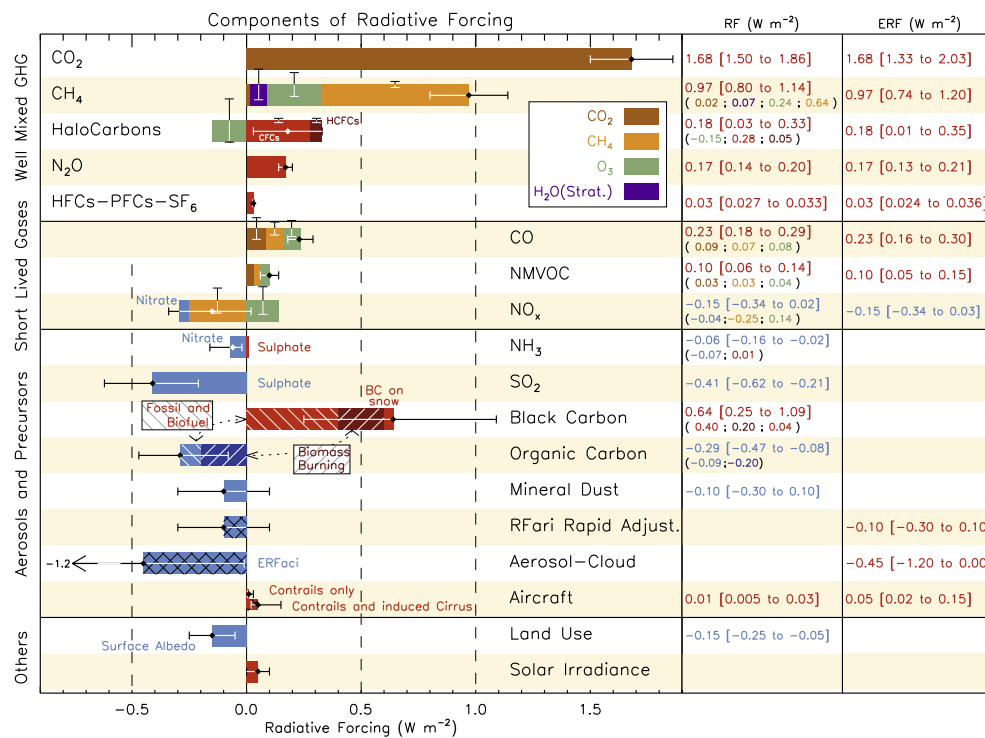 Components of Radiative Forcing
RF (W m⁻²)
ERF (W m⁻²)
Well Mixed GHG
CO₂
1.68 [1.50 to 1.86]
1.68 [1.33 to 2.03]
CH₄
0.97 [0.80 to 1.14]
( 0.02 ; 0.07 ; 0.24 ; 0.64 )
0.97 [0.74 to 1.20]
HaloCarbons
HCFCs
CFCs
0.18 [0.03 to 0.33]
(−0.15; 0.28 ; 0.05 )
0.18 [0.01 to 0.35]
N₂O
0.17 [0.14 to 0.20]
0.17 [0.13 to 0.21]
HFCs−PFCs−SF₆
0.03 [0.027 to 0.033]
0.03 [0.024 to 0.036]
CO₂
CH₄
O₃
H₂O(Strat.)
Short Lived Gases
CO
0.23 [0.18 to 0.29]
( 0.09 ; 0.07 ; 0.08 )
0.23 [0.16 to 0.30]
NMVOC
0.10 [0.06 to 0.14]
( 0.03 ; 0.03 ; 0.04 )
0.10 [0.05 to 0.15]
Nitrate
NOₓ
−0.15 [−0.34 to 0.02]
(−0.04;−0.25; 0.14 )
−0.15 [−0.34 to 0.03]
Aerosols and Precursors
Nitrate
Sulphate
NH₃
−0.06 [−0.16 to −0.02]
(−0.07; 0.01 )
Sulphate
SO₂
−0.41 [−0.62 to −0.21]
Fossil and
Biofuel
BC on
snow
Black Carbon
0.64 [0.25 to 1.09]
( 0.40 ; 0.20 ; 0.04 )
Biomass
Burning
Organic Carbon
−0.29 [−0.47 to −0.08]
(−0.09;−0.20)
Mineral Dust
−0.10 [−0.30 to 0.10]
RFari Rapid Adjust.
−0.10 [−0.30 to 0.10
−1.2
ERFaci
Aerosol−Cloud
−0.45 [−1.20 to 0.00
Contrails only
Contrails and induced Cirrus
Aircraft
0.01 [0.005 to 0.03]
0.05 [0.02 to 0.15]
Others
Surface Albedo
Land Use
−0.15 [−0.25 to −0.05]
Solar Irradiance
−0.5
0.0
0.5
1.0
1.5
Radiative Forcing (W m⁻²)